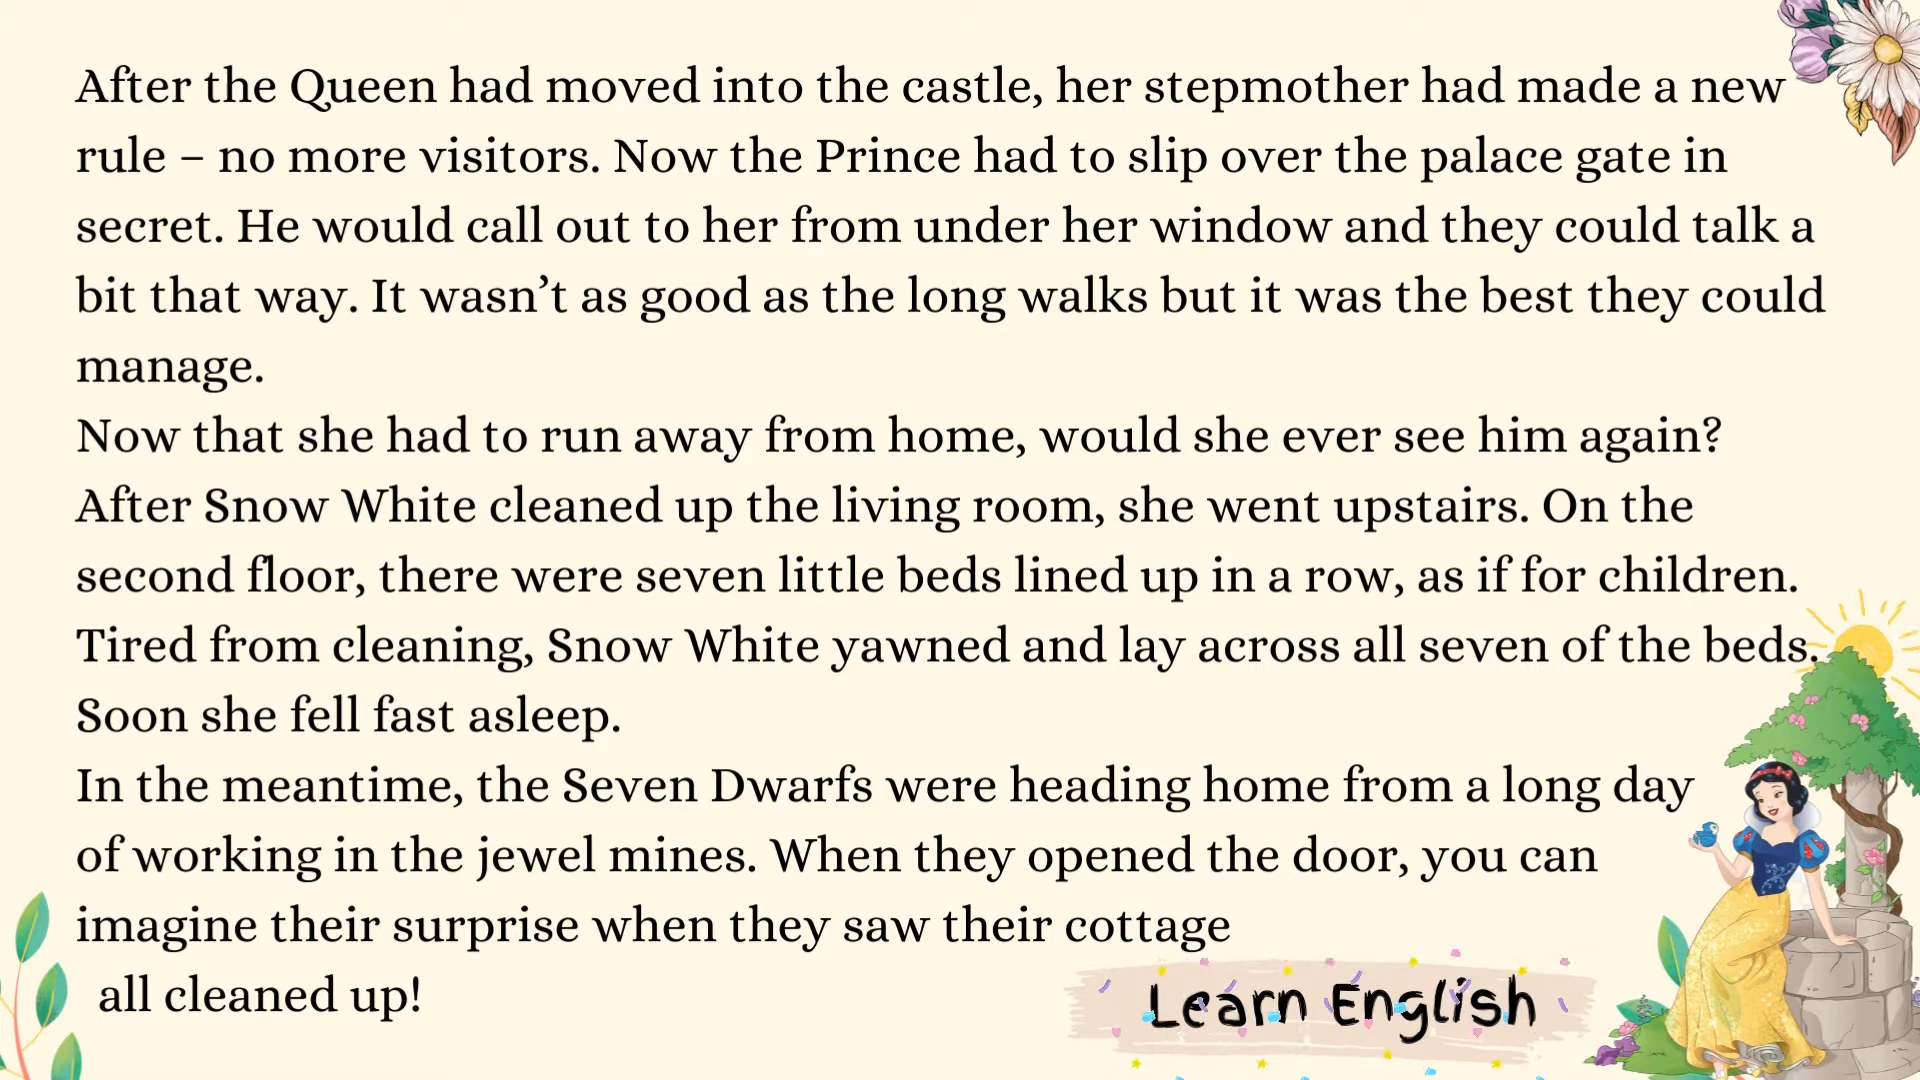 After the Queen had moved into the castle, her stepmother had made a new
rule – no more visitors. Now the Prince had to slip over the palace gate in
secret. He would call out to her from under her window and they could talk a
bit that way. It wasn’t as good as the long walks but it was the best they could
manage.
Now that she had to run away from home, would she ever see him again?
After Snow White cleaned up the living room, she went upstairs. On the
second floor, there were seven little beds lined up in a row, as if for children.
Tired from cleaning, Snow White yawned and lay across all seven of the beds.
Soon she fell fast asleep.
In the meantime, the Seven Dwarfs were heading home from a long day
of working in the jewel mines. When they opened the door, you can
imagine their surprise when they saw their cottage
all cleaned up!
Learn English